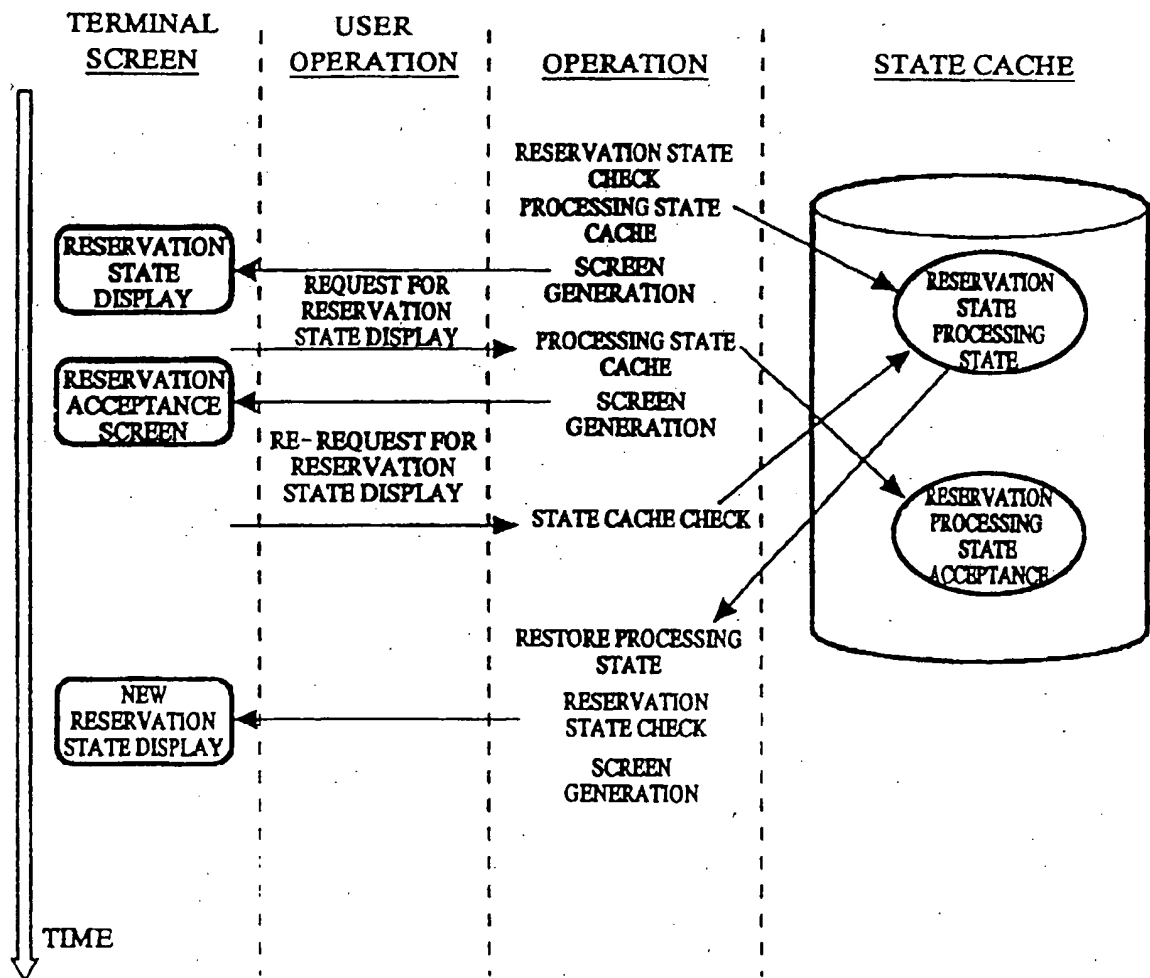 TERMINAL
SCREEN
USER
OPERATION
OPERATION
STATE CACHE
RESERVATION STATE
CHECK
PROCESSING STATE
CACHE
SCREEN
GENERATION
RESERVATION
STATE
DISPLAY
RESERVATION
STATE
PROCESSING
STATE
REQUEST FOR
RESERVATION
STATE DISPLAY
PROCESSING STATE
CACHE
SCREEN
GENERATION
RESERVATION
ACCEPTANCE
SCREEN
RE-REQUEST FOR
RESERVATION
STATE DISPLAY
STATE CACHE CHECK
RESERVATION
PROCESSING
STATE
ACCEPTANCE
RESTORE PROCESSING
STATE
NEW
RESERVATION
STATE DISPLAY
RESERVATION
STATE CHECK
SCREEN
GENERATION
TIME